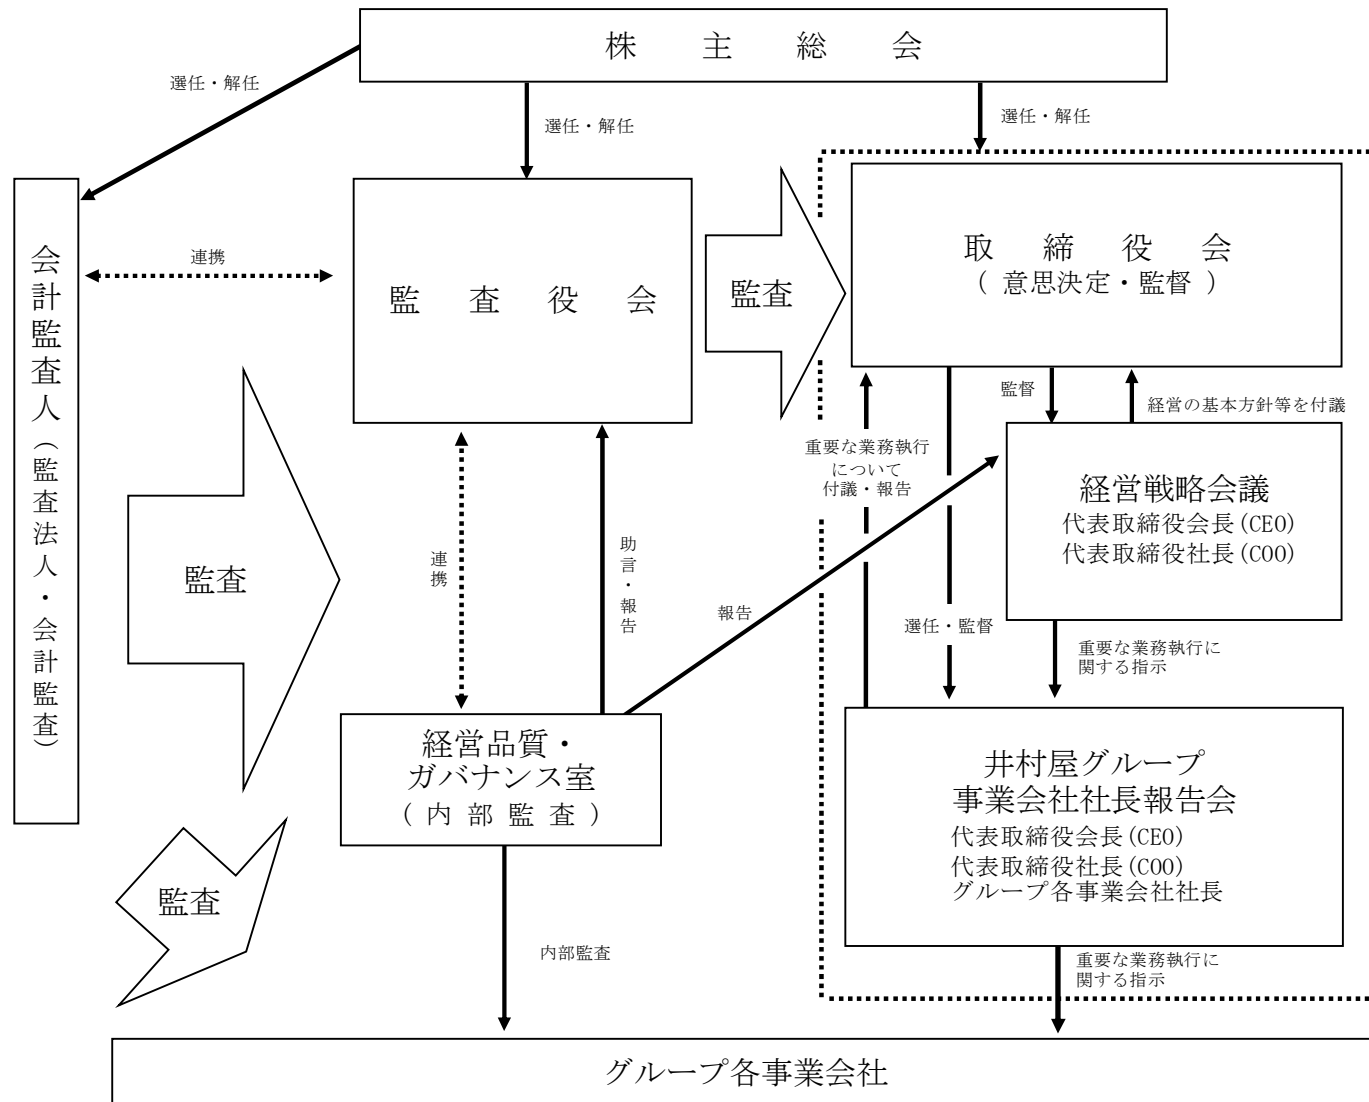 株主総会
選任・解任
選任・解任
選任・解任
会計監査人（監査法人・会計監査）
連携
監査役会
監査
取締役会
（意思決定・監督）
監督
経営の基本方針等を付議
重要な業務執行
について
付議・報告
経営戦略会議
代表取締役会長(CEO)
代表取締役社長(COO)
監査
連携
助言・報告
報告
選任・監督
重要な業務執行に
関する指示
経営品質・
ガバナンス室
（内部監査）
井村屋グループ
事業会社社長報告会
代表取締役会長(CEO)
代表取締役社長(COO)
グループ各事業会社社長
監査
内部監査
重要な業務執行に
関する指示
グループ各事業会社